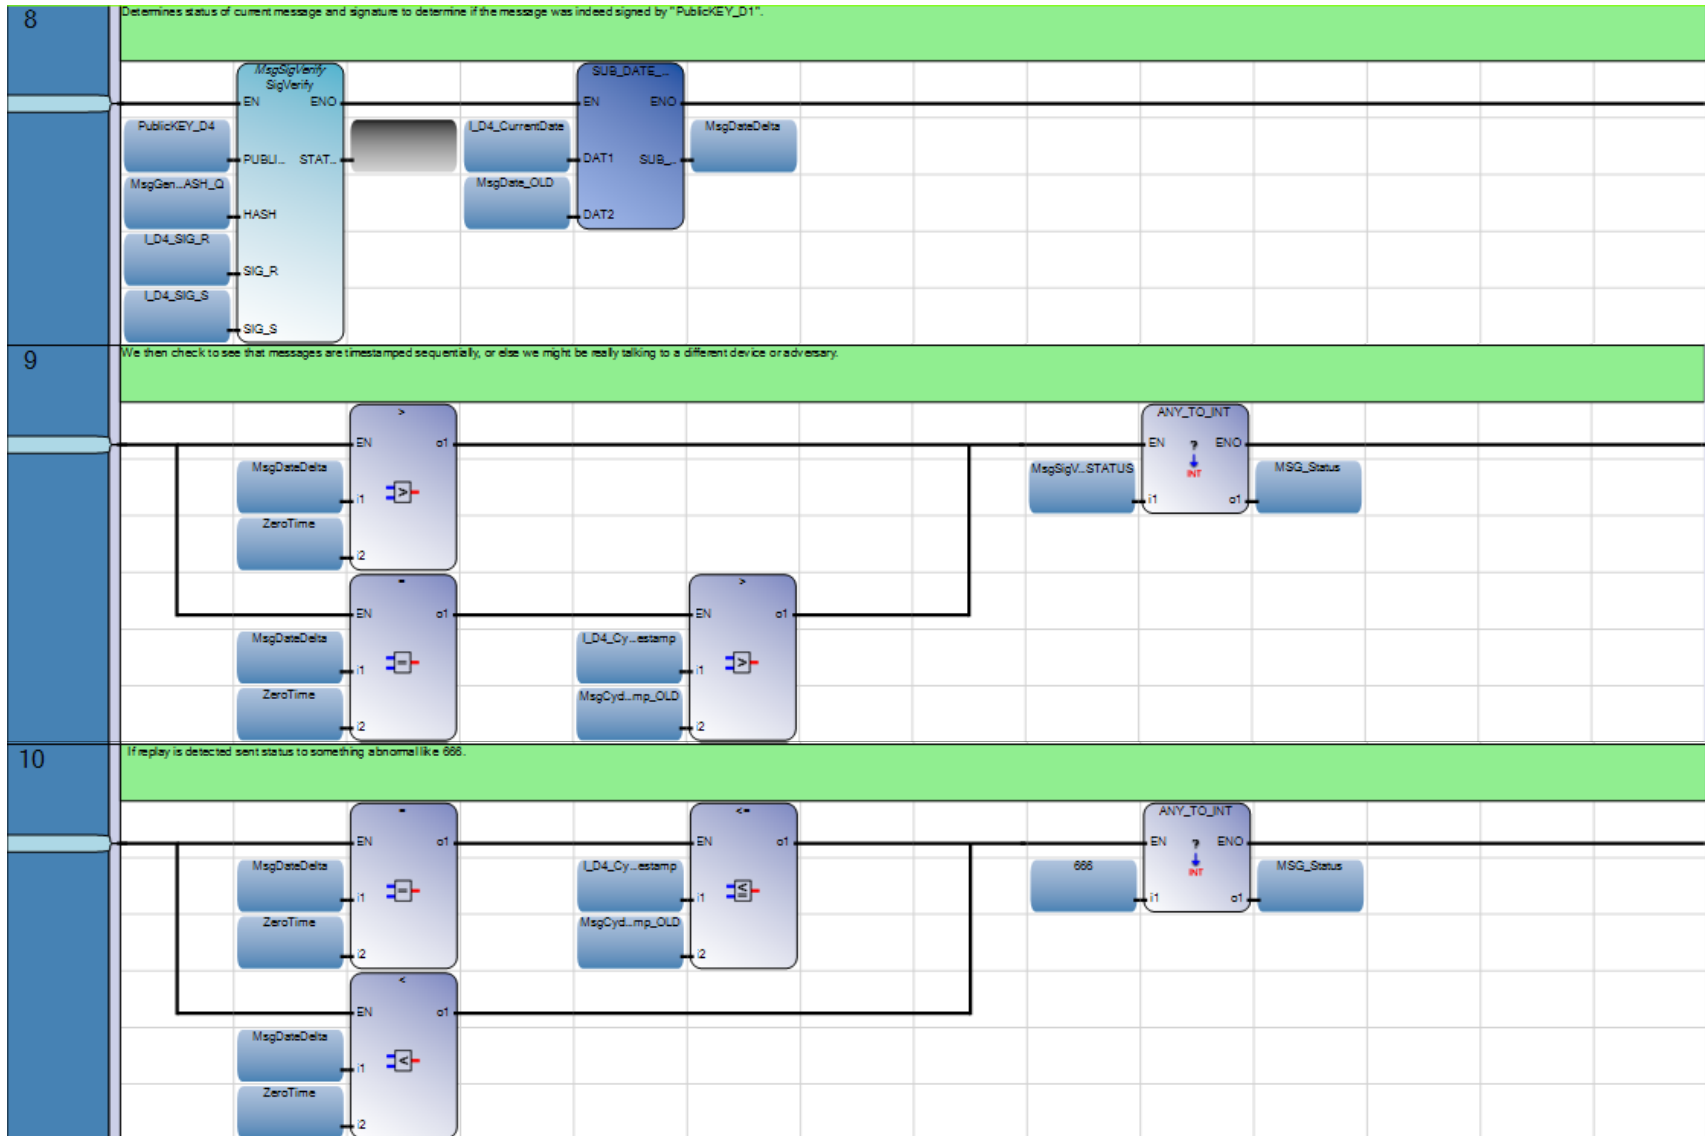 8
Determines status of current message and signature to determine if the message was indeed signed by "PublicKEY_D1".
MsgSigVerify
SigVerify
SUB_DATE_...
EN ENO
EN ENO
PublicKEY_D4
I_D4_CurrentDate
MsgDateDelta
PUBLI... STAT...
DAT1 SUB_...
MsgGen...ASH_Q
MsgDate_OLD
HASH
DAT2
I_D4_SIG_R
SIG_R
I_D4_SIG_S
SIG_S
9
We then check to see that messages are timestamped sequentially, or else we might be really talking to a different device or adversary.
>
ANY_TO_INT
EN o1
EN ? ENO
INT
MsgDateDelta
MsgSigV...STATUS
MSG_Status
i1 >
i1 o1
ZeroTime
i2
=
>
EN o1
EN o1
MsgDateDelta
I_D4_Cy...estamp
i1 =
i1 >
ZeroTime
MsgCycl...mp_OLD
i2
i2
10
If replay is detected sent status to something abnormal like 666.
=
<=
ANY_TO_INT
EN o1
EN o1
EN ? ENO
INT
MsgDateDelta
I_D4_Cy...estamp
666
MSG_Status
i1 =
i1 ≤
i1 o1
ZeroTime
MsgCycl...mp_OLD
i2
i2
<
EN o1
MsgDateDelta
i1 <
ZeroTime
i2